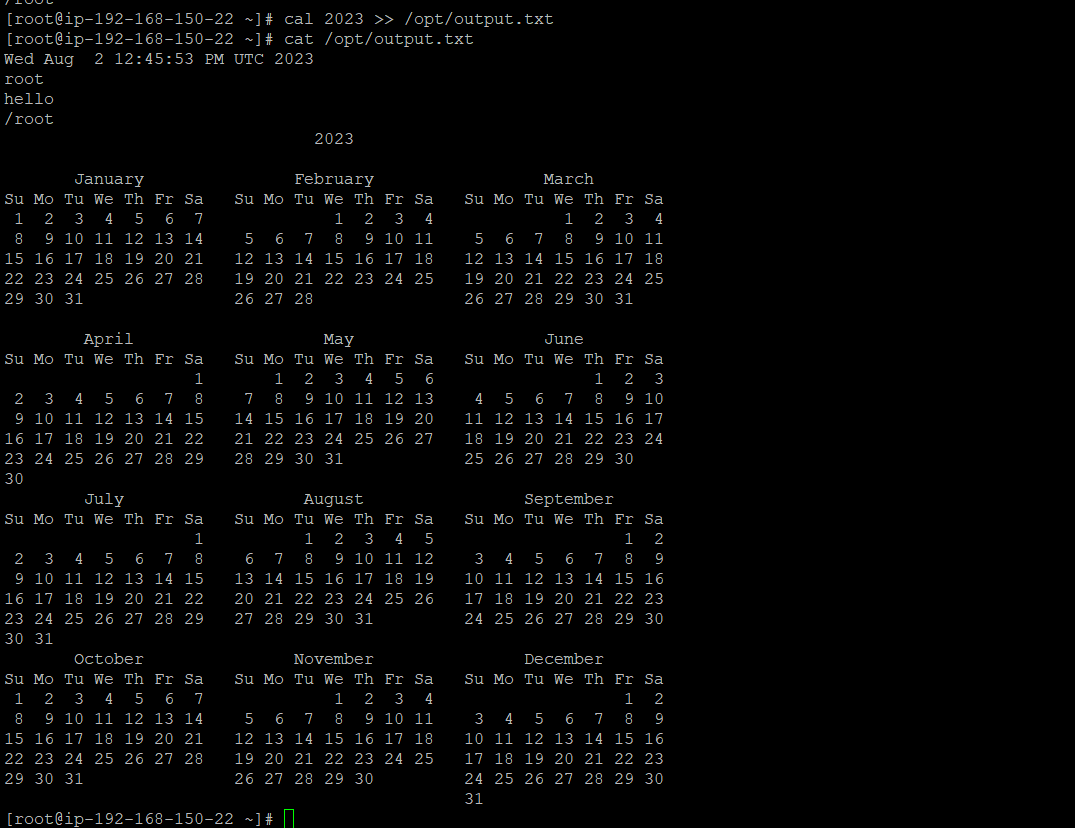 /root
[root@ip-192-168-150-22 ~]# cal 2023 >> /opt/output.txt
[root@ip-192-168-150-22 ~]# cat /opt/output.txt
Wed Aug  2 12:45:53 PM UTC 2023
root
hello
/root
                               2023

       January               February                 March
Su Mo Tu We Th Fr Sa   Su Mo Tu We Th Fr Sa   Su Mo Tu We Th Fr Sa
 1  2  3  4  5  6  7             1  2  3  4             1  2  3  4
 8  9 10 11 12 13 14    5  6  7  8  9 10 11    5  6  7  8  9 10 11
15 16 17 18 19 20 21   12 13 14 15 16 17 18   12 13 14 15 16 17 18
22 23 24 25 26 27 28   19 20 21 22 23 24 25   19 20 21 22 23 24 25
29 30 31               26 27 28               26 27 28 29 30 31

        April                   May                   June
Su Mo Tu We Th Fr Sa   Su Mo Tu We Th Fr Sa   Su Mo Tu We Th Fr Sa
                   1       1  2  3  4  5  6                1  2  3
 2  3  4  5  6  7  8    7  8  9 10 11 12 13    4  5  6  7  8  9 10
 9 10 11 12 13 14 15   14 15 16 17 18 19 20   11 12 13 14 15 16 17
16 17 18 19 20 21 22   21 22 23 24 25 26 27   18 19 20 21 22 23 24
23 24 25 26 27 28 29   28 29 30 31            25 26 27 28 29 30
30
        July                  August                September
Su Mo Tu We Th Fr Sa   Su Mo Tu We Th Fr Sa   Su Mo Tu We Th Fr Sa
                   1          1  2  3  4  5                   1  2
 2  3  4  5  6  7  8    6  7  8  9 10 11 12    3  4  5  6  7  8  9
 9 10 11 12 13 14 15   13 14 15 16 17 18 19   10 11 12 13 14 15 16
16 17 18 19 20 21 22   20 21 22 23 24 25 26   17 18 19 20 21 22 23
23 24 25 26 27 28 29   27 28 29 30 31         24 25 26 27 28 29 30
30 31
       October               November               December
Su Mo Tu We Th Fr Sa   Su Mo Tu We Th Fr Sa   Su Mo Tu We Th Fr Sa
 1  2  3  4  5  6  7             1  2  3  4                   1  2
 8  9 10 11 12 13 14    5  6  7  8  9 10 11    3  4  5  6  7  8  9
15 16 17 18 19 20 21   12 13 14 15 16 17 18   10 11 12 13 14 15 16
22 23 24 25 26 27 28   19 20 21 22 23 24 25   17 18 19 20 21 22 23
29 30 31               26 27 28 29 30         24 25 26 27 28 29 30
                                              31
[root@ip-192-168-150-22 ~]#